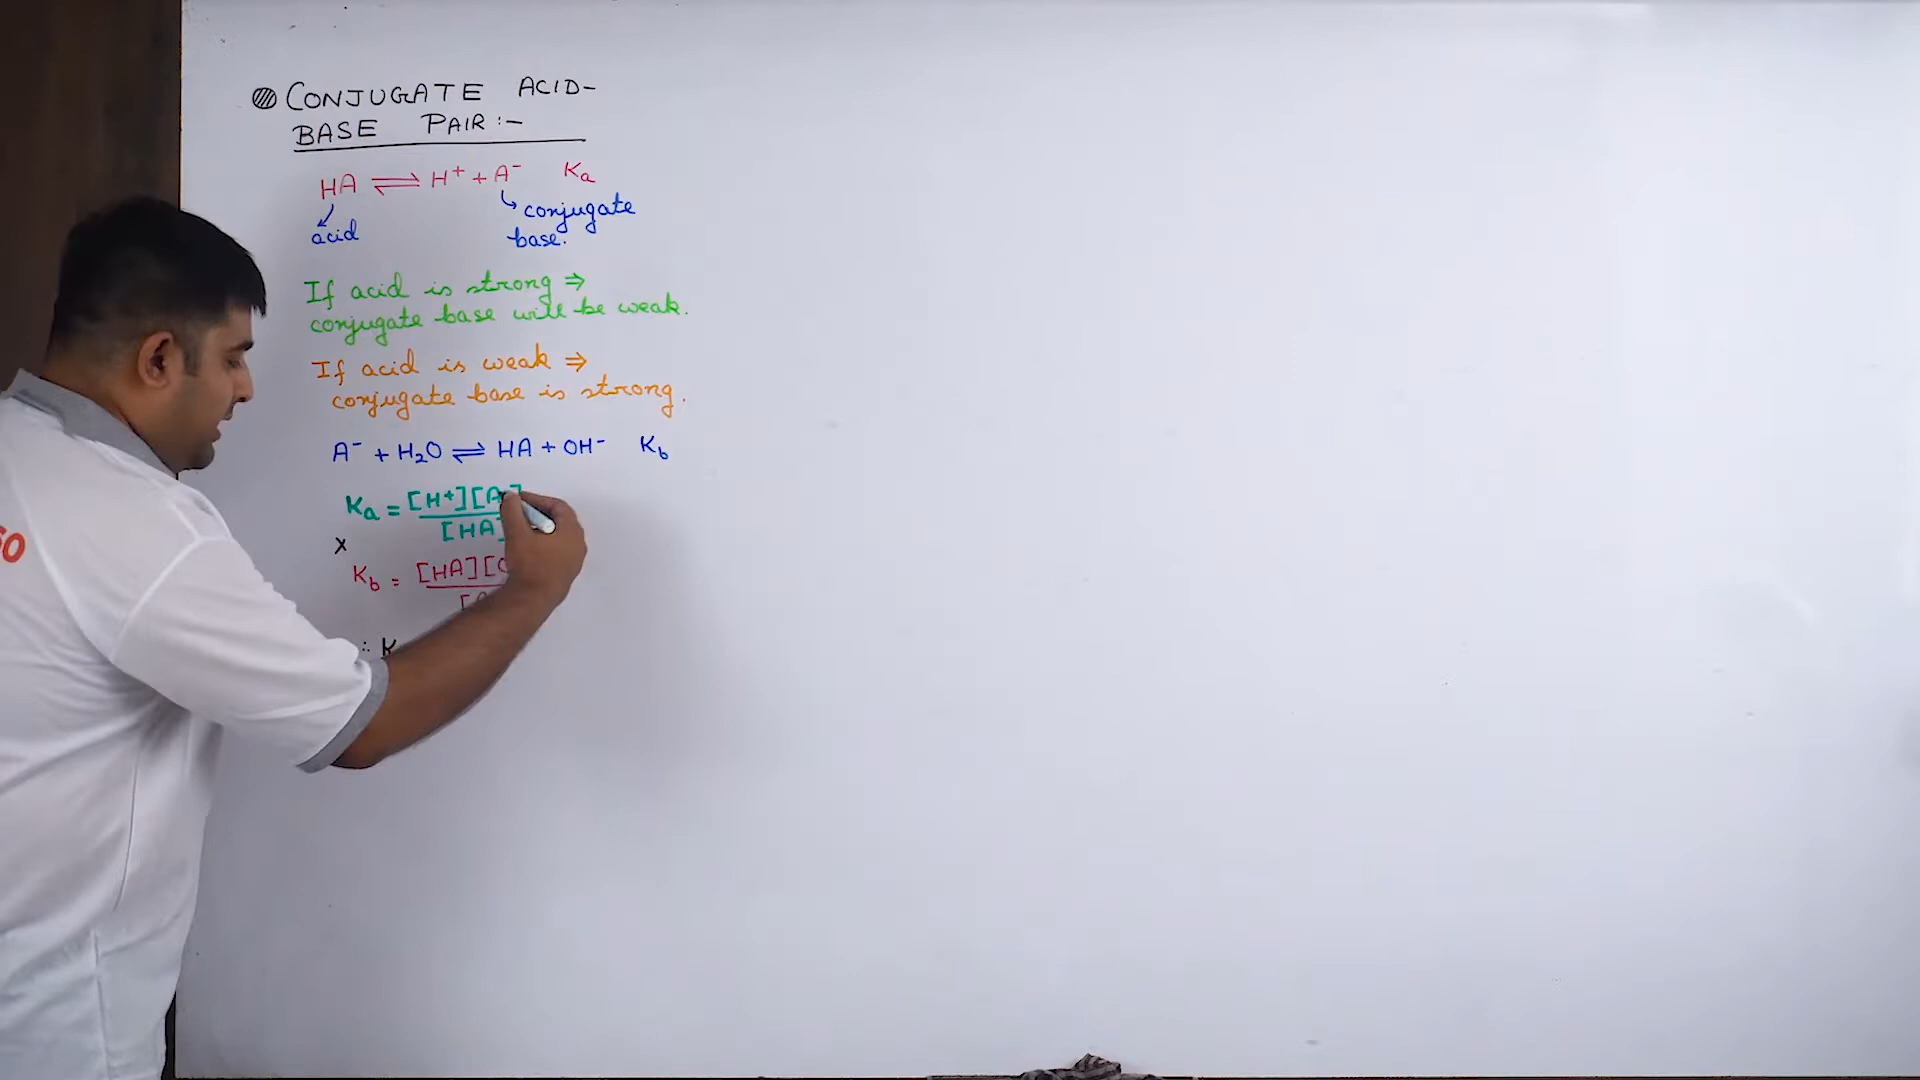 CONJUGATE ACID-
BASE PAIR :-
HA ⇌ H⁺ + A⁻ Ka
acid
conjugate
base.
If acid is strong ⇒
conjugate base will be weak.
If acid is weak ⇒
conjugate base is strong.
A⁻ + H₂O ⇌ HA + OH⁻ Kb
Ka = [H⁺][A
[HA]
x
Kb = [HA][
∴ K